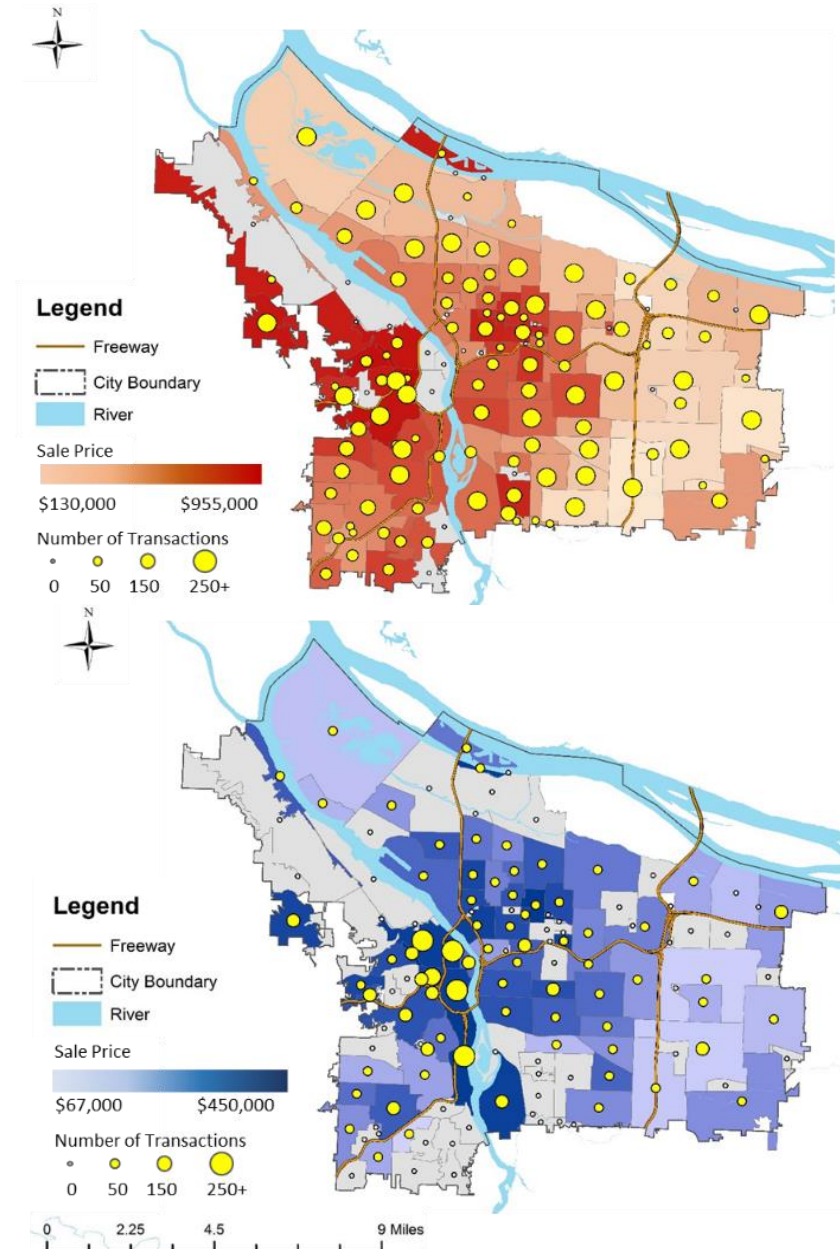 N
Legend
Freeway
City Boundary
River
Sale Price
$130,000 $955,000
Number of Transactions
0 50 150 250+
N
Legend
Freeway
City Boundary
River
Sale Price
$67,000 $450,000
Number of Transactions
0 50 150 250+
0 2.25 4.5 9 Miles